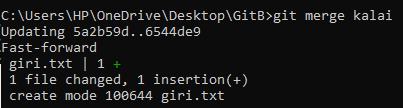 C:\Users\HP\OneDrive\Desktop\GitB>git merge kalai
Updating 5a2b59d..6544de9
Fast-forward
 giri.txt | 1 +
 1 file changed, 1 insertion(+)
 create mode 100644 giri.txt